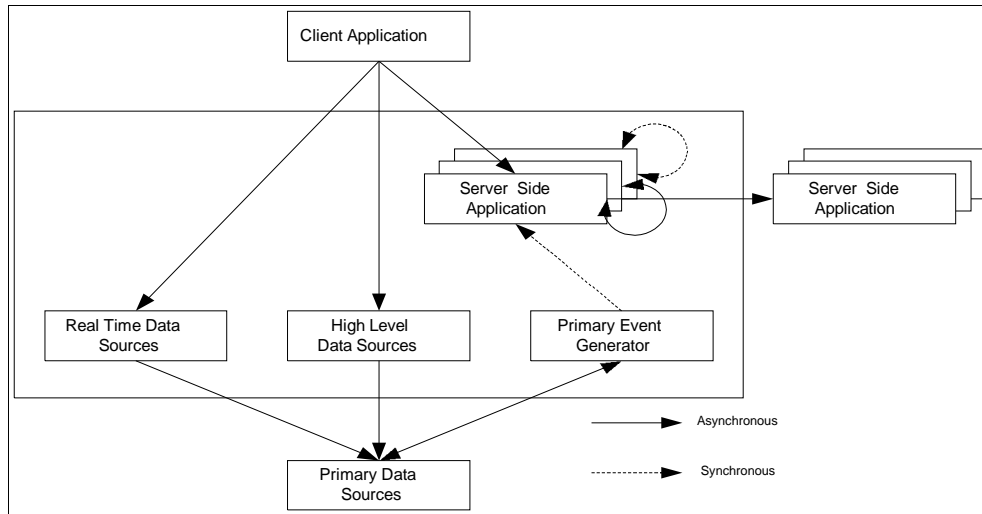 Client Application
Server Side
Application
Server Side
Application
Real Time Data
Sources
High Level
Data Sources
Primary Event
Generator
Asynchronous
Synchronous
Primary Data
Sources